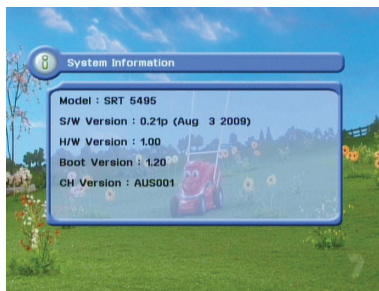 System Information
Model : SRT 5495
S/W Version : 0.21p (Aug 3 2009)
H/W Version : 1.00
Boot Version : 1.20
CH Version : AUS001
7